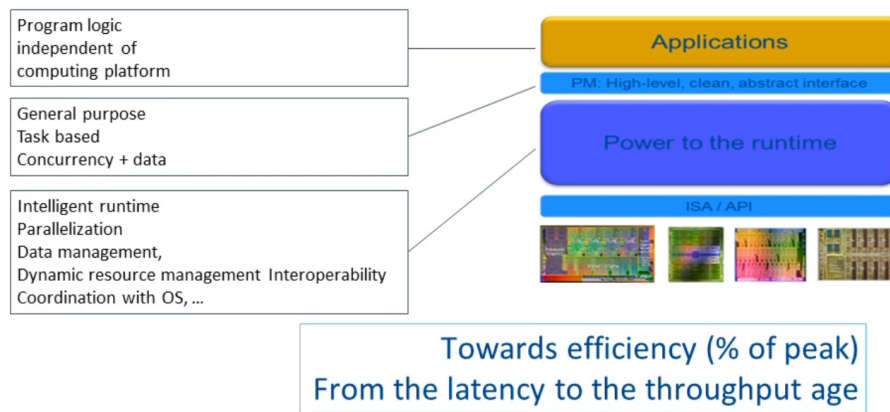 Program logic
independent of
computing platform
General purpose
Task based
Concurrency + data
Intelligent runtime
Parallelization
Data management,
Dynamic resource management Interoperability
Coordination with OS, ...
Applications
PM: High-level, clean, abstract interface
Power to the runtime
ISA / API
Towards efficiency (% of peak)
From the latency to the throughput age